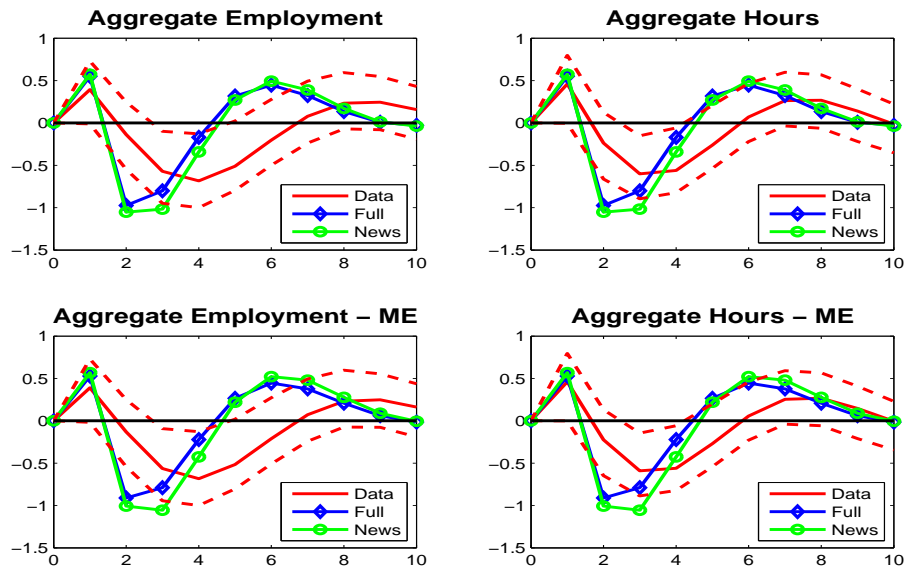 Aggregate Employment
1
0.5
0
−0.5
−1
−1.5
0 2 4 6 8 10
Data
Full
News
Aggregate Hours
1
0.5
0
−0.5
−1
−1.5
0 2 4 6 8 10
Data
Full
News
Aggregate Employment − ME
1
0.5
0
−0.5
−1
−1.5
0 2 4 6 8 10
Data
Full
News
Aggregate Hours − ME
1
0.5
0
−0.5
−1
−1.5
0 2 4 6 8 10
Data
Full
News